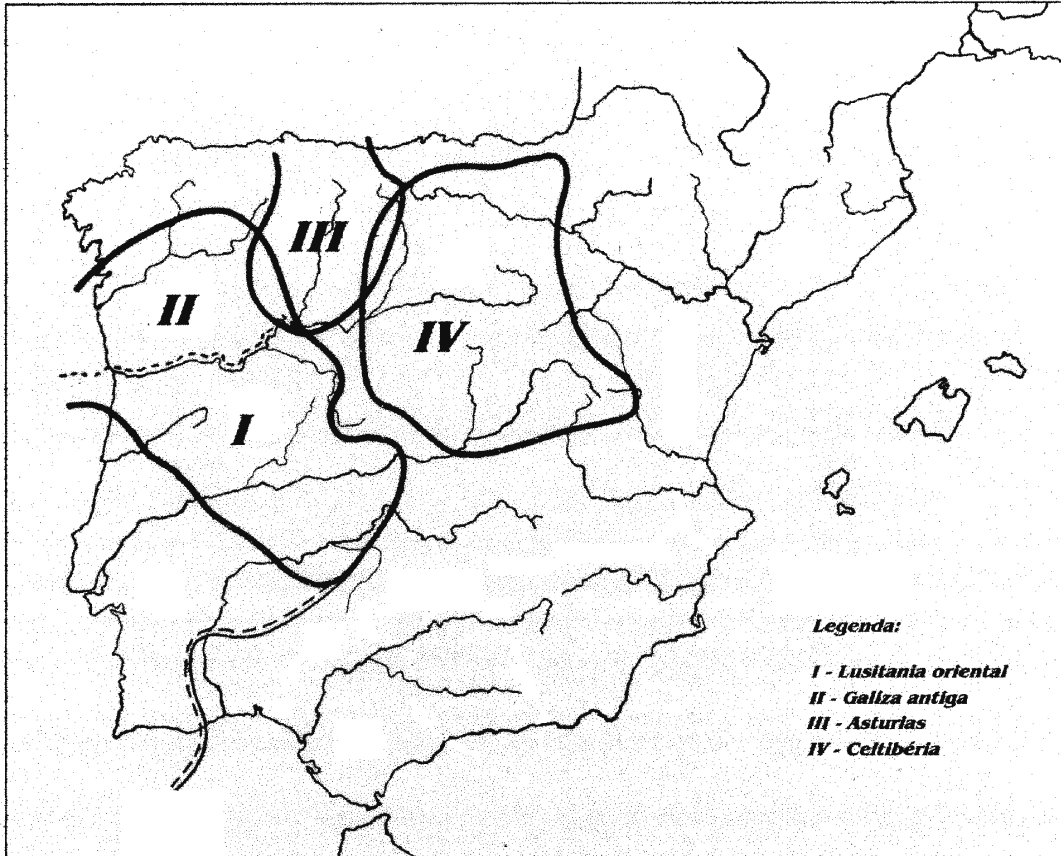 III
II
IV
I
Legenda:
I - Lusitania oriental
II - Galiza antiga
III - Asturias
IV - Celtibéria